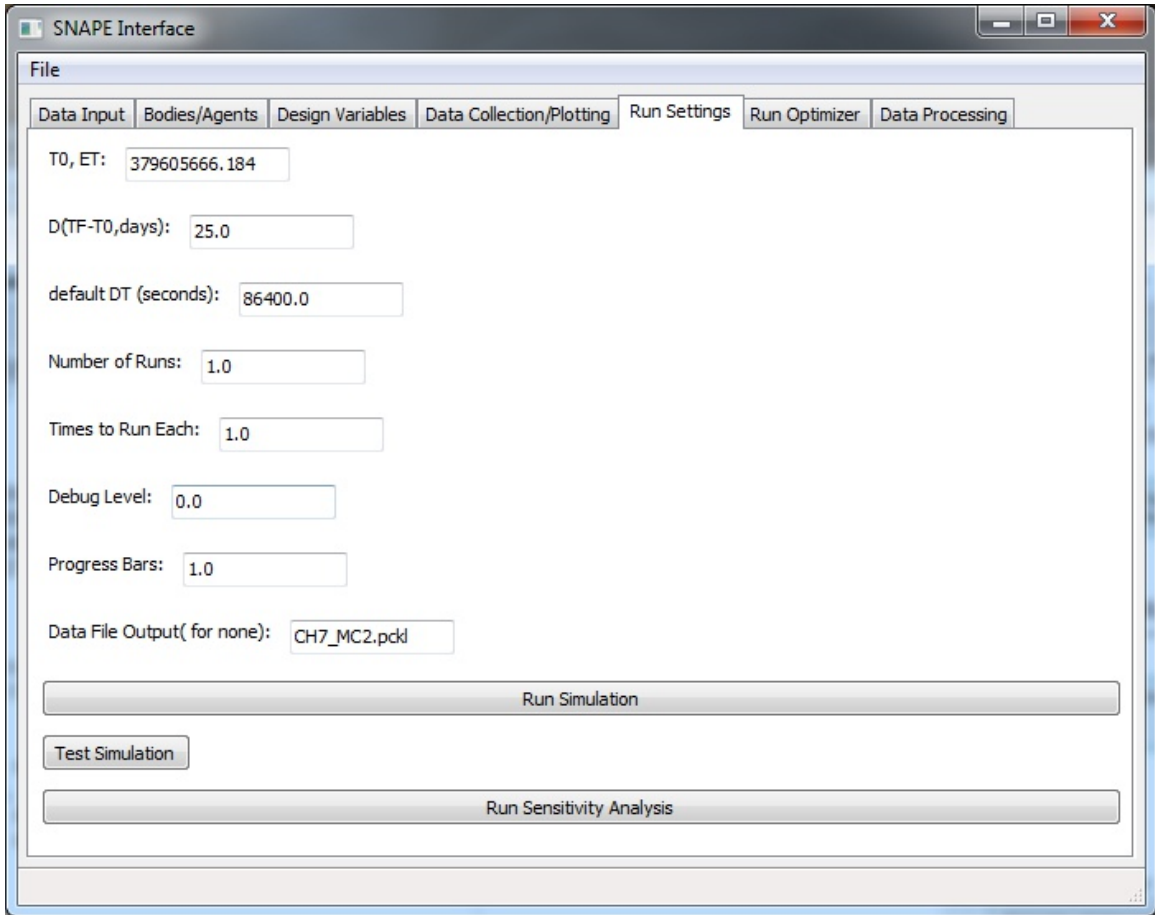 SNAPE Interface
File
Data Input Bodies/Agents Design Variables Data Collection/Plotting Run Settings Run Optimizer Data Processing
T0, ET: 379605666.184
D(TF-T0,days): 25.0
default DT (seconds): 86400.0
Number of Runs: 1.0
Times to Run Each: 1.0
Debug Level: 0.0
Progress Bars: 1.0
Data File Output( for none): CH7_MC2.pckl
Run Simulation
Test Simulation
Run Sensitivity Analysis